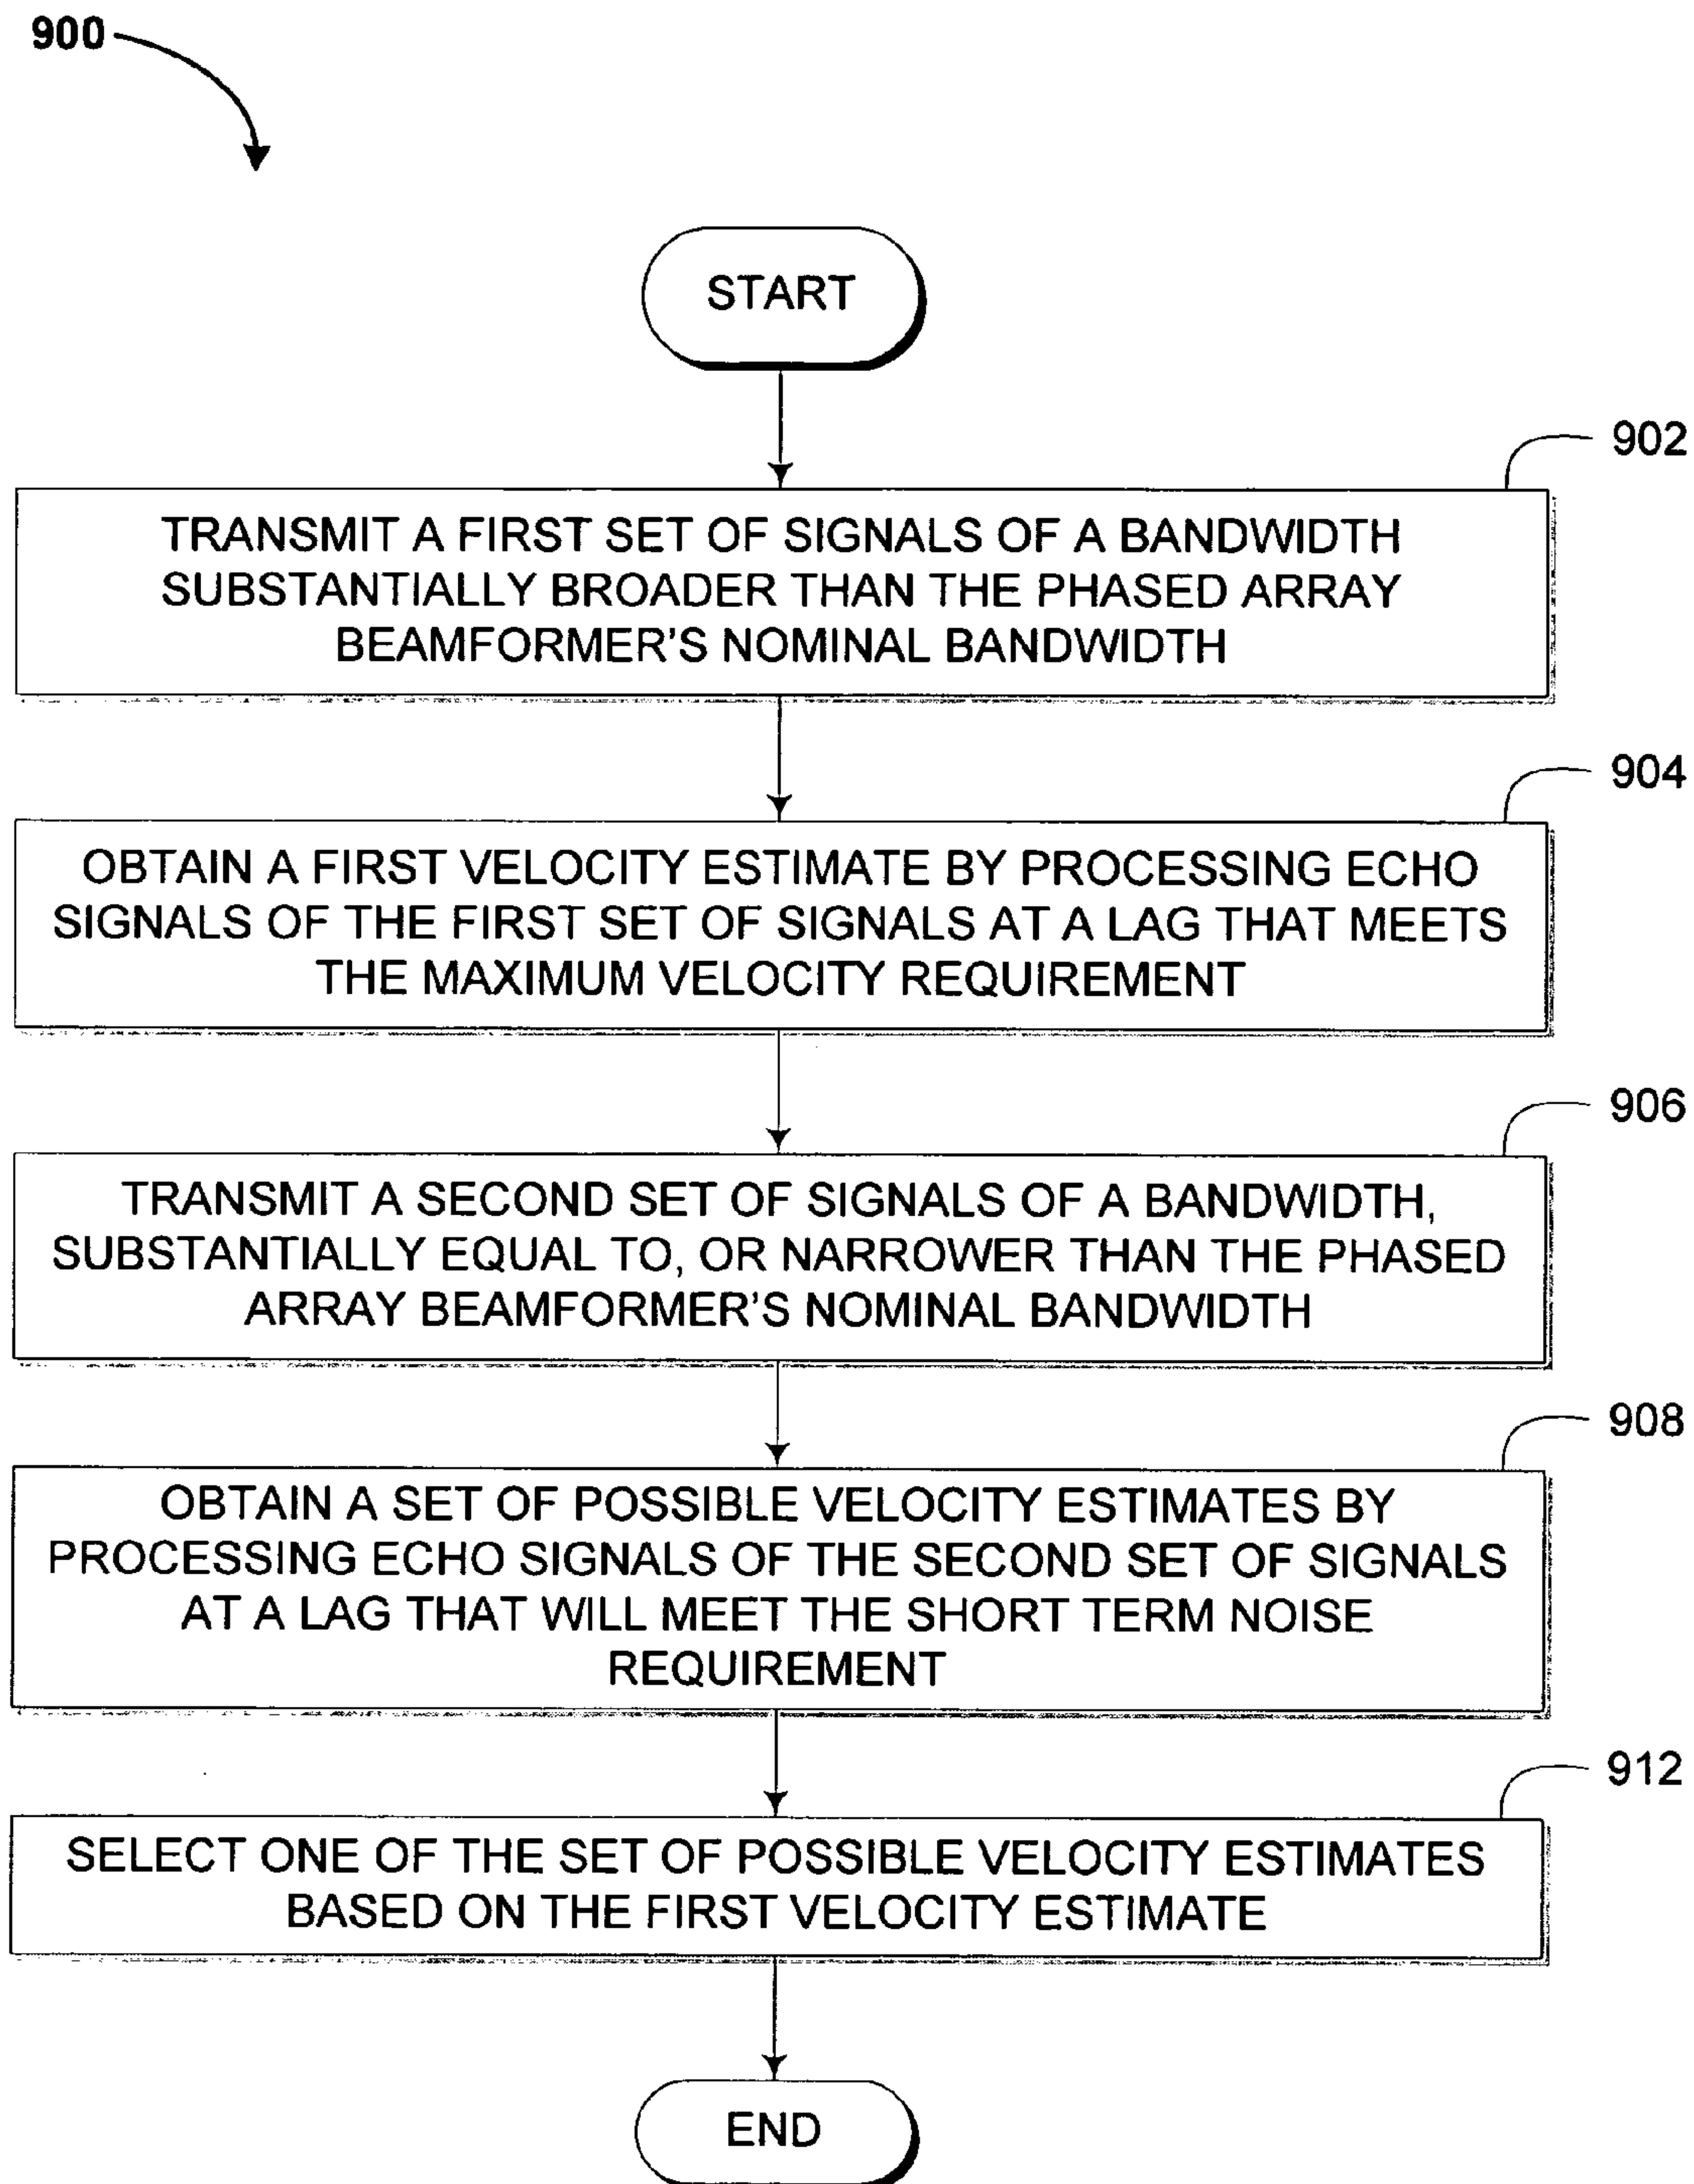 900
START
902
TRANSMIT A FIRST SET OF SIGNALS OF A BANDWIDTH
SUBSTANTIALLY BROADER THAN THE PHASED ARRAY
BEAMFORMER'S NOMINAL BANDWIDTH
904
OBTAIN A FIRST VELOCITY ESTIMATE BY PROCESSING ECHO
SIGNALS OF THE FIRST SET OF SIGNALS AT A LAG THAT MEETS
THE MAXIMUM VELOCITY REQUIREMENT
906
TRANSMIT A SECOND SET OF SIGNALS OF A BANDWIDTH,
SUBSTANTIALLY EQUAL TO, OR NARROWER THAN THE PHASED
ARRAY BEAMFORMER'S NOMINAL BANDWIDTH
908
OBTAIN A SET OF POSSIBLE VELOCITY ESTIMATES BY
PROCESSING ECHO SIGNALS OF THE SECOND SET OF SIGNALS
AT A LAG THAT WILL MEET THE SHORT TERM NOISE
REQUIREMENT
912
SELECT ONE OF THE SET OF POSSIBLE VELOCITY ESTIMATES
BASED ON THE FIRST VELOCITY ESTIMATE
END